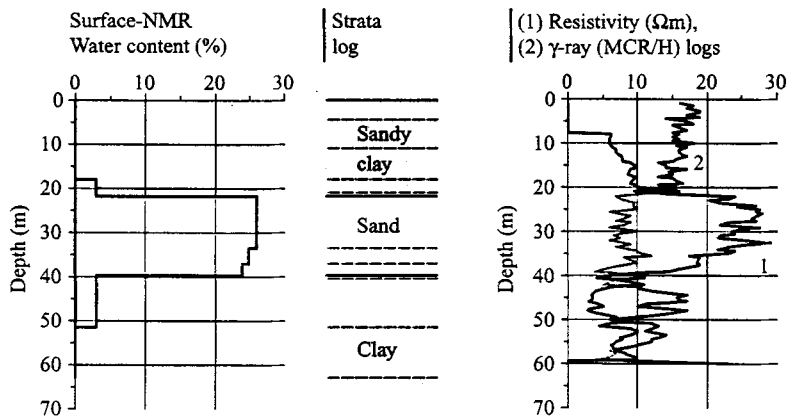 Surface-NMR
Water content (%)
0 10 20 30
Depth (m)
0
10
20
30
40
50
60
70
Strata
log
Sandy
clay
Sand
Clay
(1) Resistivity (Ωm),
(2) γ-ray (MCR/H) logs
0 10 20 30
Depth (m)
0
10
20
30
40
50
60
70
2
1